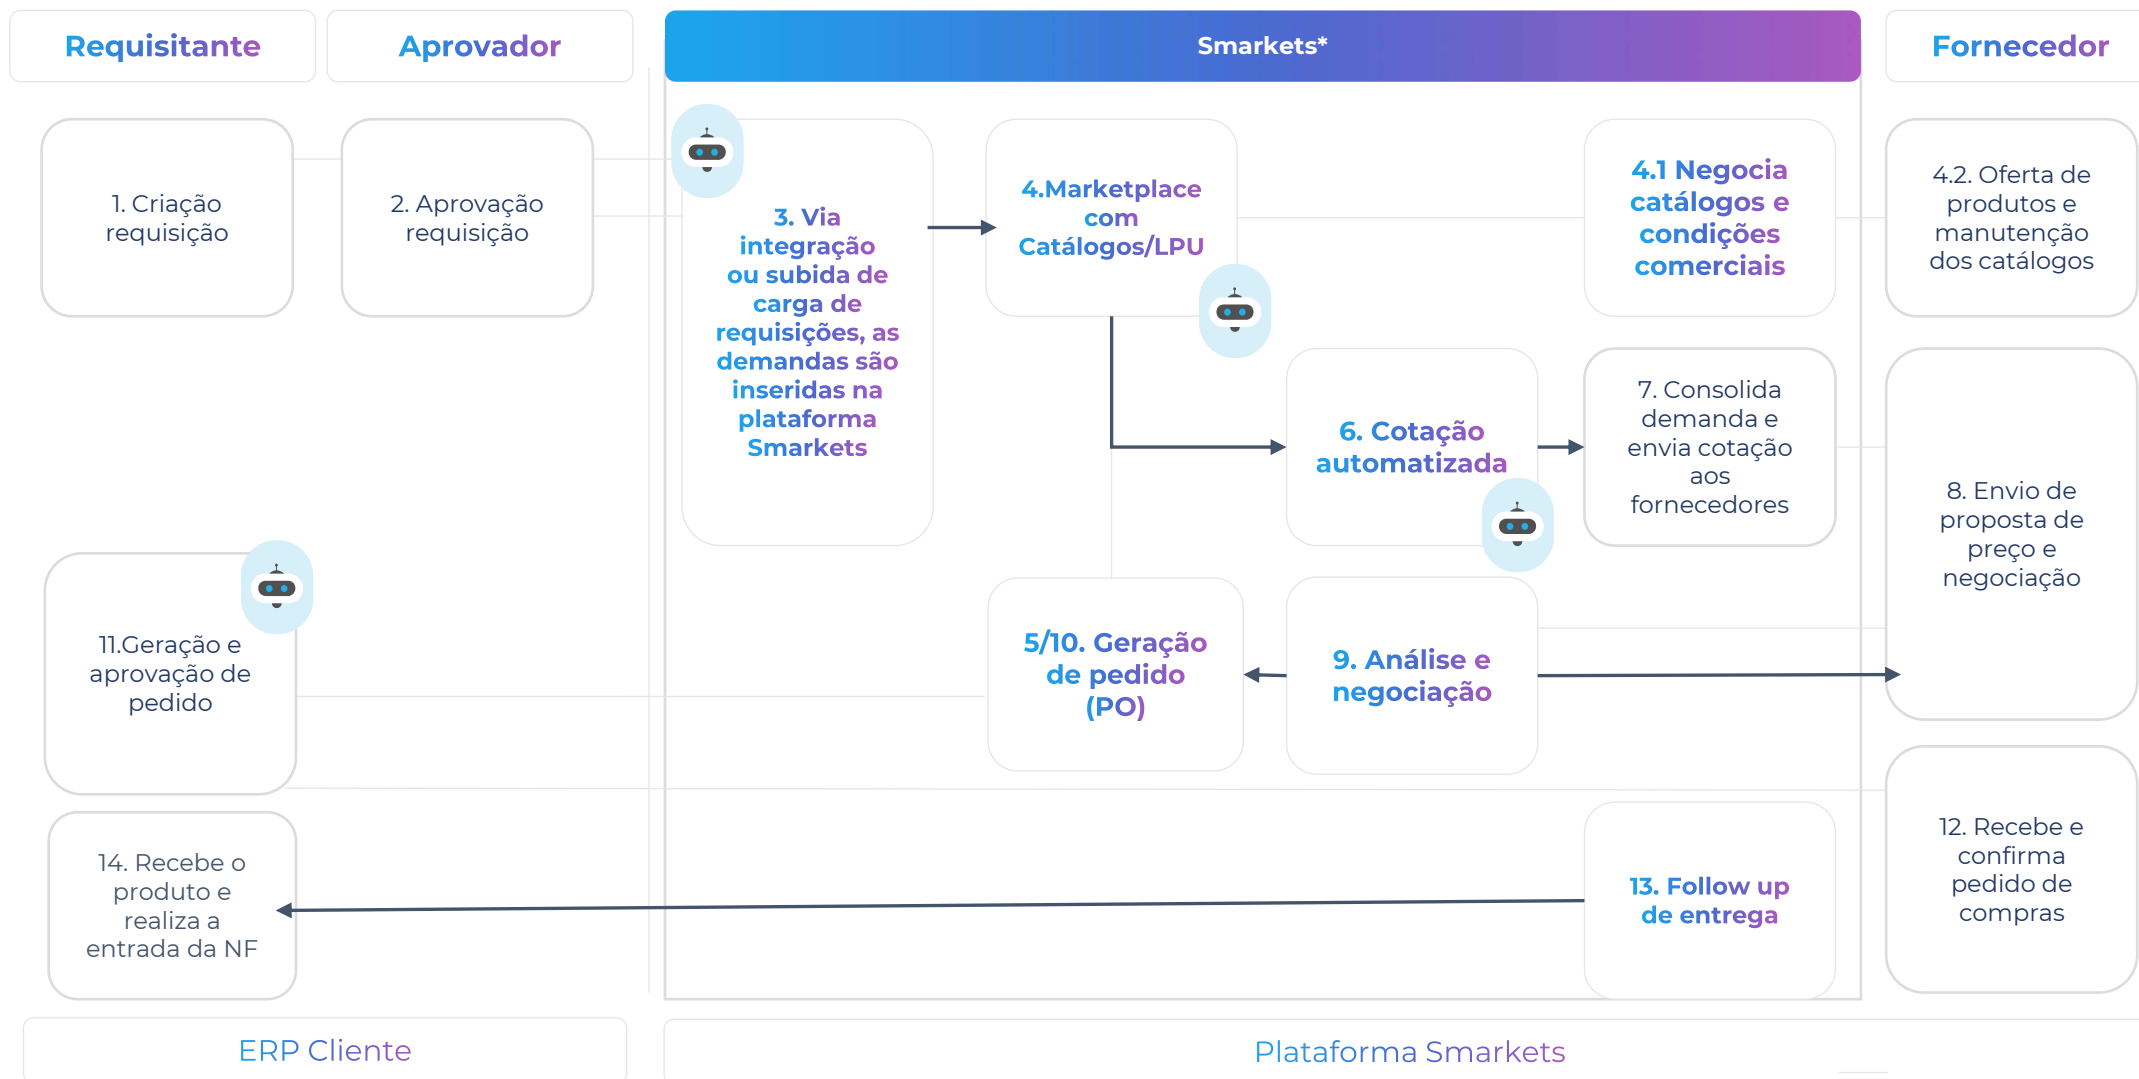 Requisitante
Aprovador
Smarkets*
Fornecedor
1. Criação
requisição
2. Aprovação
requisição
3. Via
integração
ou subida de
carga de
requisições, as
demandas são
inseridas na
plataforma
Smarkets
4.Marketplace
com
Catálogos/LPU
4.1 Negocia
catálogos e
condições
comerciais
4.2. Oferta de
produtos e
manutenção
dos catálogos
6. Cotação
automatizada
7. Consolida
demanda e
envia cotação
aos
fornecedores
8. Envio de
proposta de
preço e
negociação
11.Geração e
aprovação de
pedido
5/10. Geração
de pedido
(PO)
9. Análise e
negociação
14. Recebe o
produto e
realiza a
entrada da NF
13. Follow up
de entrega
12. Recebe e
confirma
pedido de
compras
ERP Cliente
Plataforma Smarkets